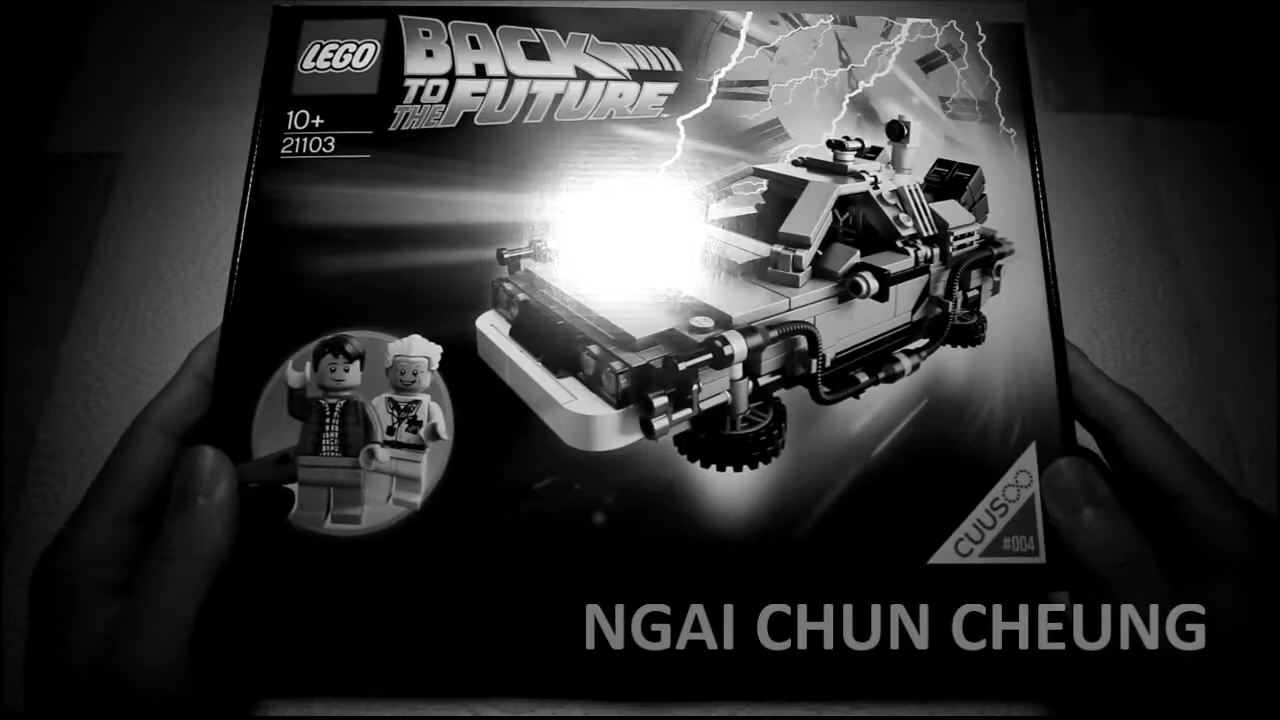 LEGO
BACK
TO THE FUTURE
10+
21103
CUUSOO
#004
NGAI CHUN CHEUNG